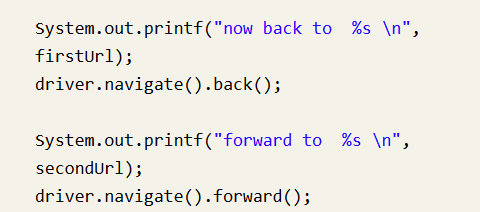 System.out.printf("now back to  %s \n",
firstUrl);
driver.navigate().back();

System.out.printf("forward to  %s \n",
secondUrl);
driver.navigate().forward();